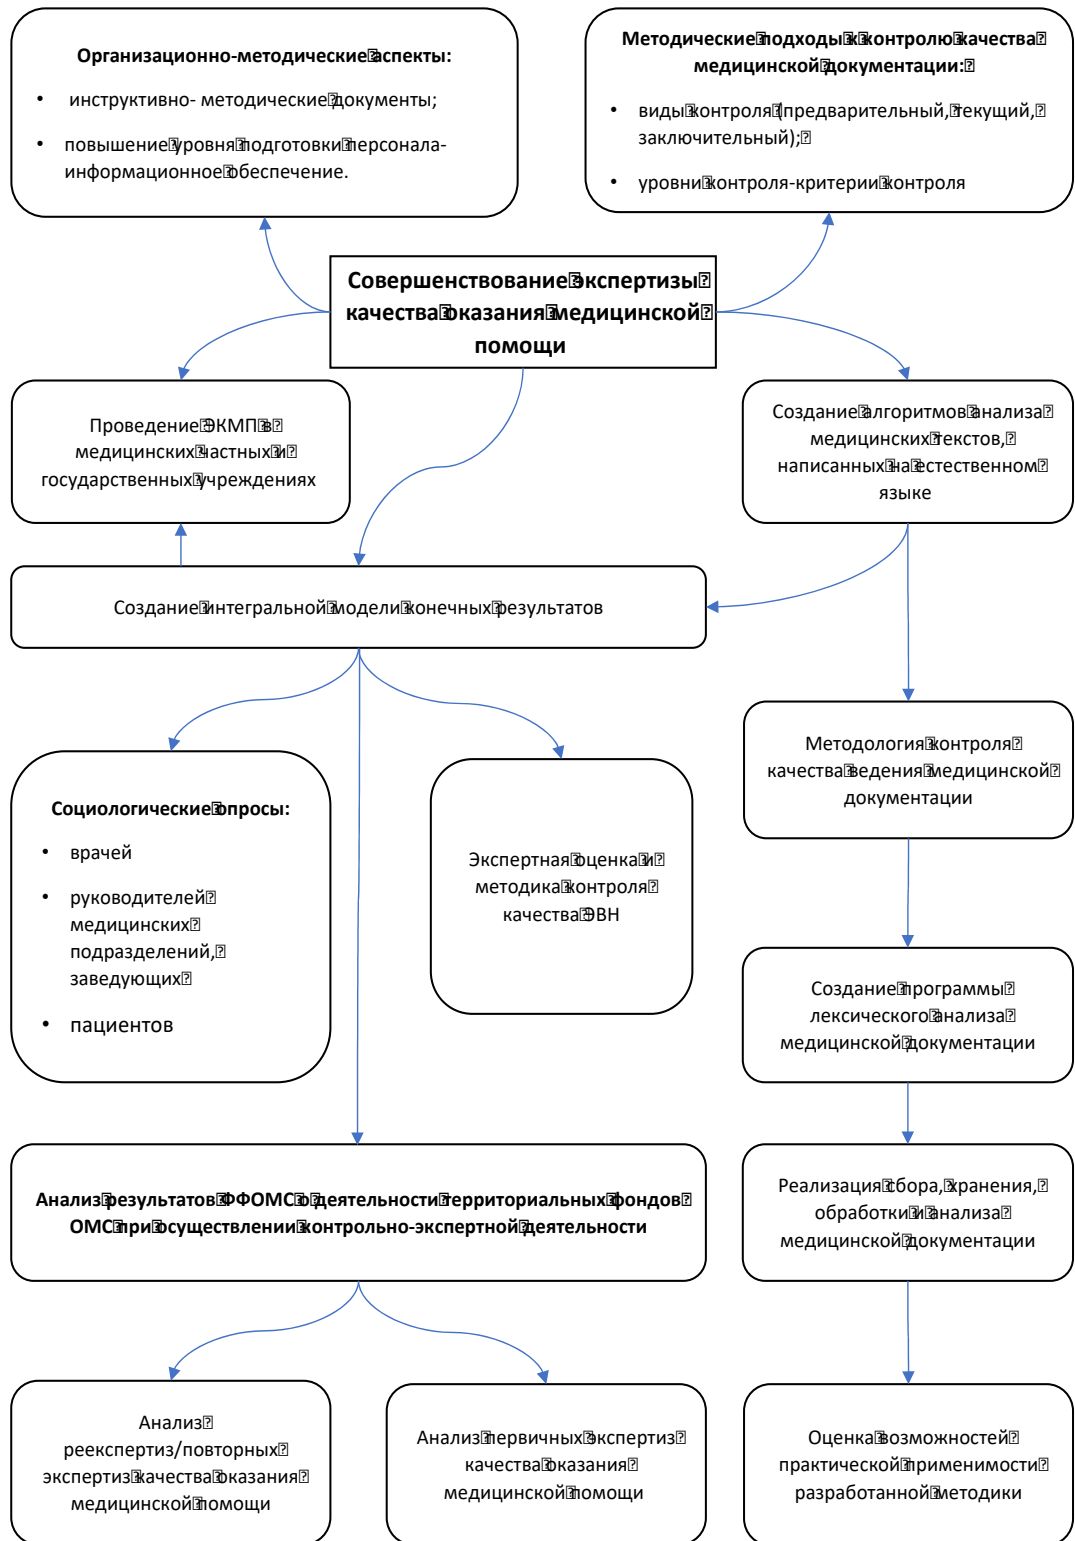 Организационно-методические аспекты:
• инструктивно- методические документы;
• повышение уровня подготовки персонала-
информационное обеспечение.
Методические подходы к контролю качества
медицинской документации:
• виды контроля (предварительный, текущий,
заключительный);
• уровни контроля-критерии контроля
Совершенствование экспертизы
качества оказания медицинской
помощи
Проведение ЭКМП в
медицинских частных и
государственных учреждениях
Создание алгоритмов анализа
медицинских текстов,
написанных на естественном
языке
Создание интегральной модели конечных результатов
Методология контроля
качества ведения медицинской
документации
Социологические опросы:
• врачей
• руководителей
медицинских
подразделений,
заведующих
• пациентов
Экспертная оценка и
методика контроля
качества ЭВН
Создание программы
лексического анализа
медицинской документации
Анализ результатов ФФОМС о деятельности территориальных фондов
ОМС при осуществлении контрольно-экспертной деятельности
Реализация сбора, хранения,
обработки и анализа
медицинской документации
Анализ
реекспертиз/повторных
экспертиз качества оказания
медицинской помощи
Анализ первичных экспертиз
качества оказания
медицинской помощи
Оценка возможностей
практической применимости
разработанной методики